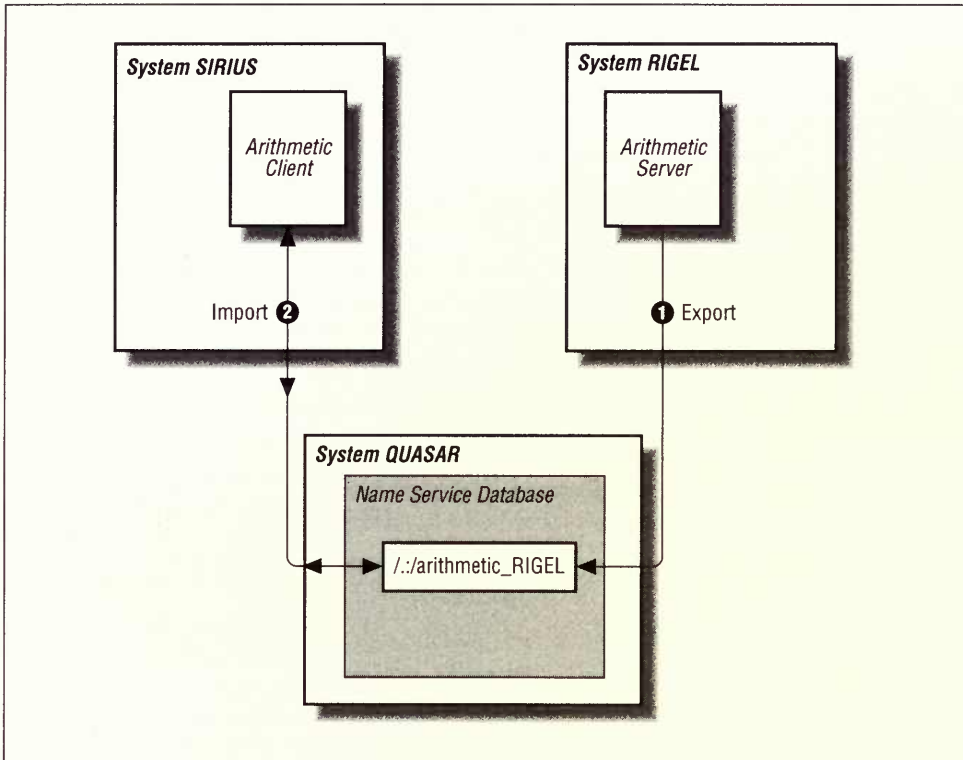 System SIRIUS
Arithmetic
Client
Import 2
System RIGEL
Arithmetic
Server
1 Export
System QUASAR
Name Service Database
/.:/arithmetic_RIGEL